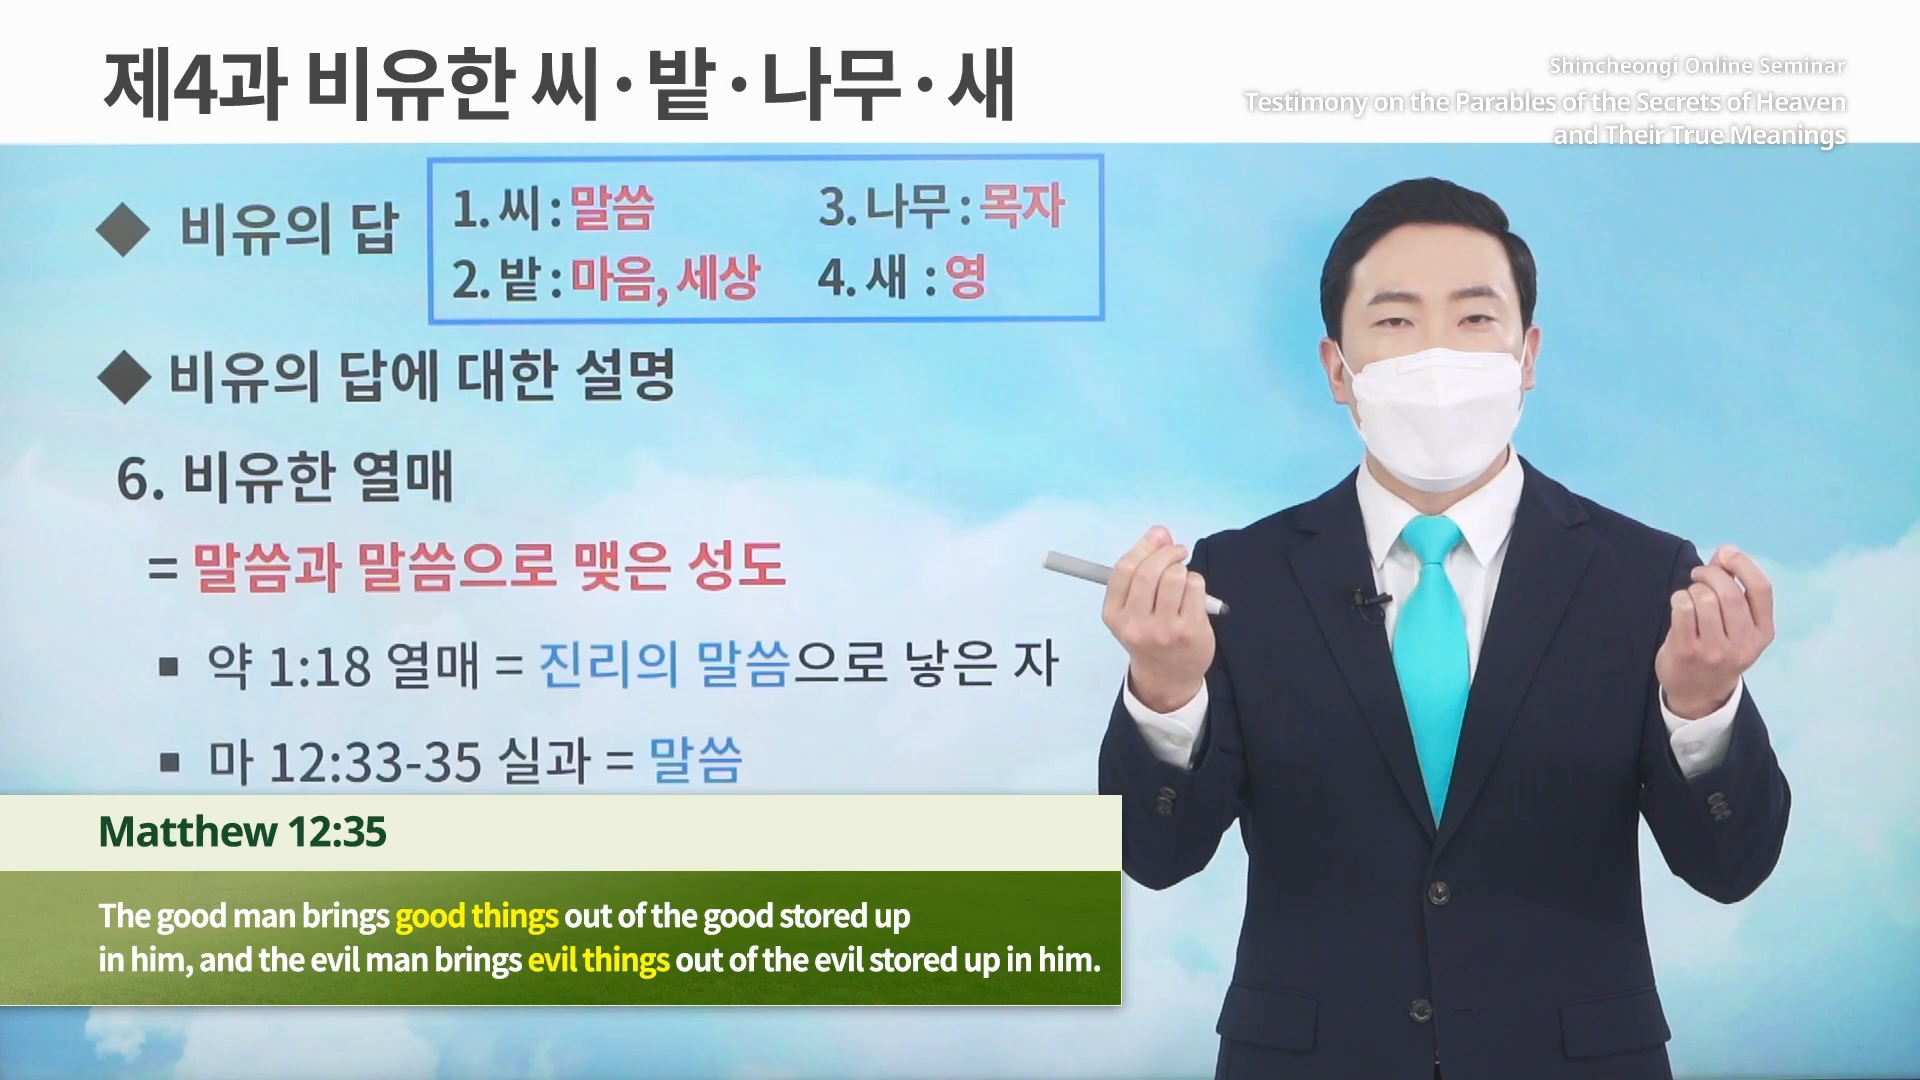 제4과 비유한 씨·밭·나무·새
Shincheongi Online Seminar
Testimony on the Parables of the Secrets of Heaven
and Their True Meanings
◆ 비유의 답
1. 씨 : 말씀
3. 나무 : 목자
2. 밭 : 마음, 세상
4. 새 : 영
◆ 비유의 답에 대한 설명
6. 비유한 열매
= 말씀과 말씀으로 맺은 성도
▪ 약 1:18 열매 = 진리의 말씀으로 낳은 자
▪ 마 12:33-35 실과 = 말씀
Matthew 12:35
The good man brings good things out of the good stored up
in him, and the evil man brings evil things out of the evil stored up in him.